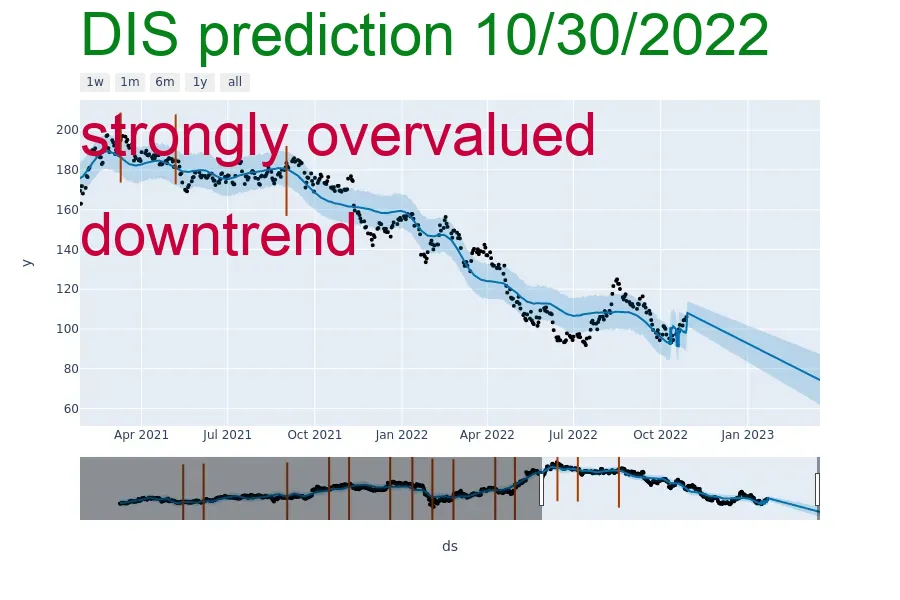 DIS prediction 10/30/2022
1w 1m 6m 1y all
strongly overvalued
downtrend
200
180
160
140
120
100
80
60
y
Apr 2021 Jul 2021 Oct 2021 Jan 2022 Apr 2022 Jul 2022 Oct 2022 Jan 2023
ds